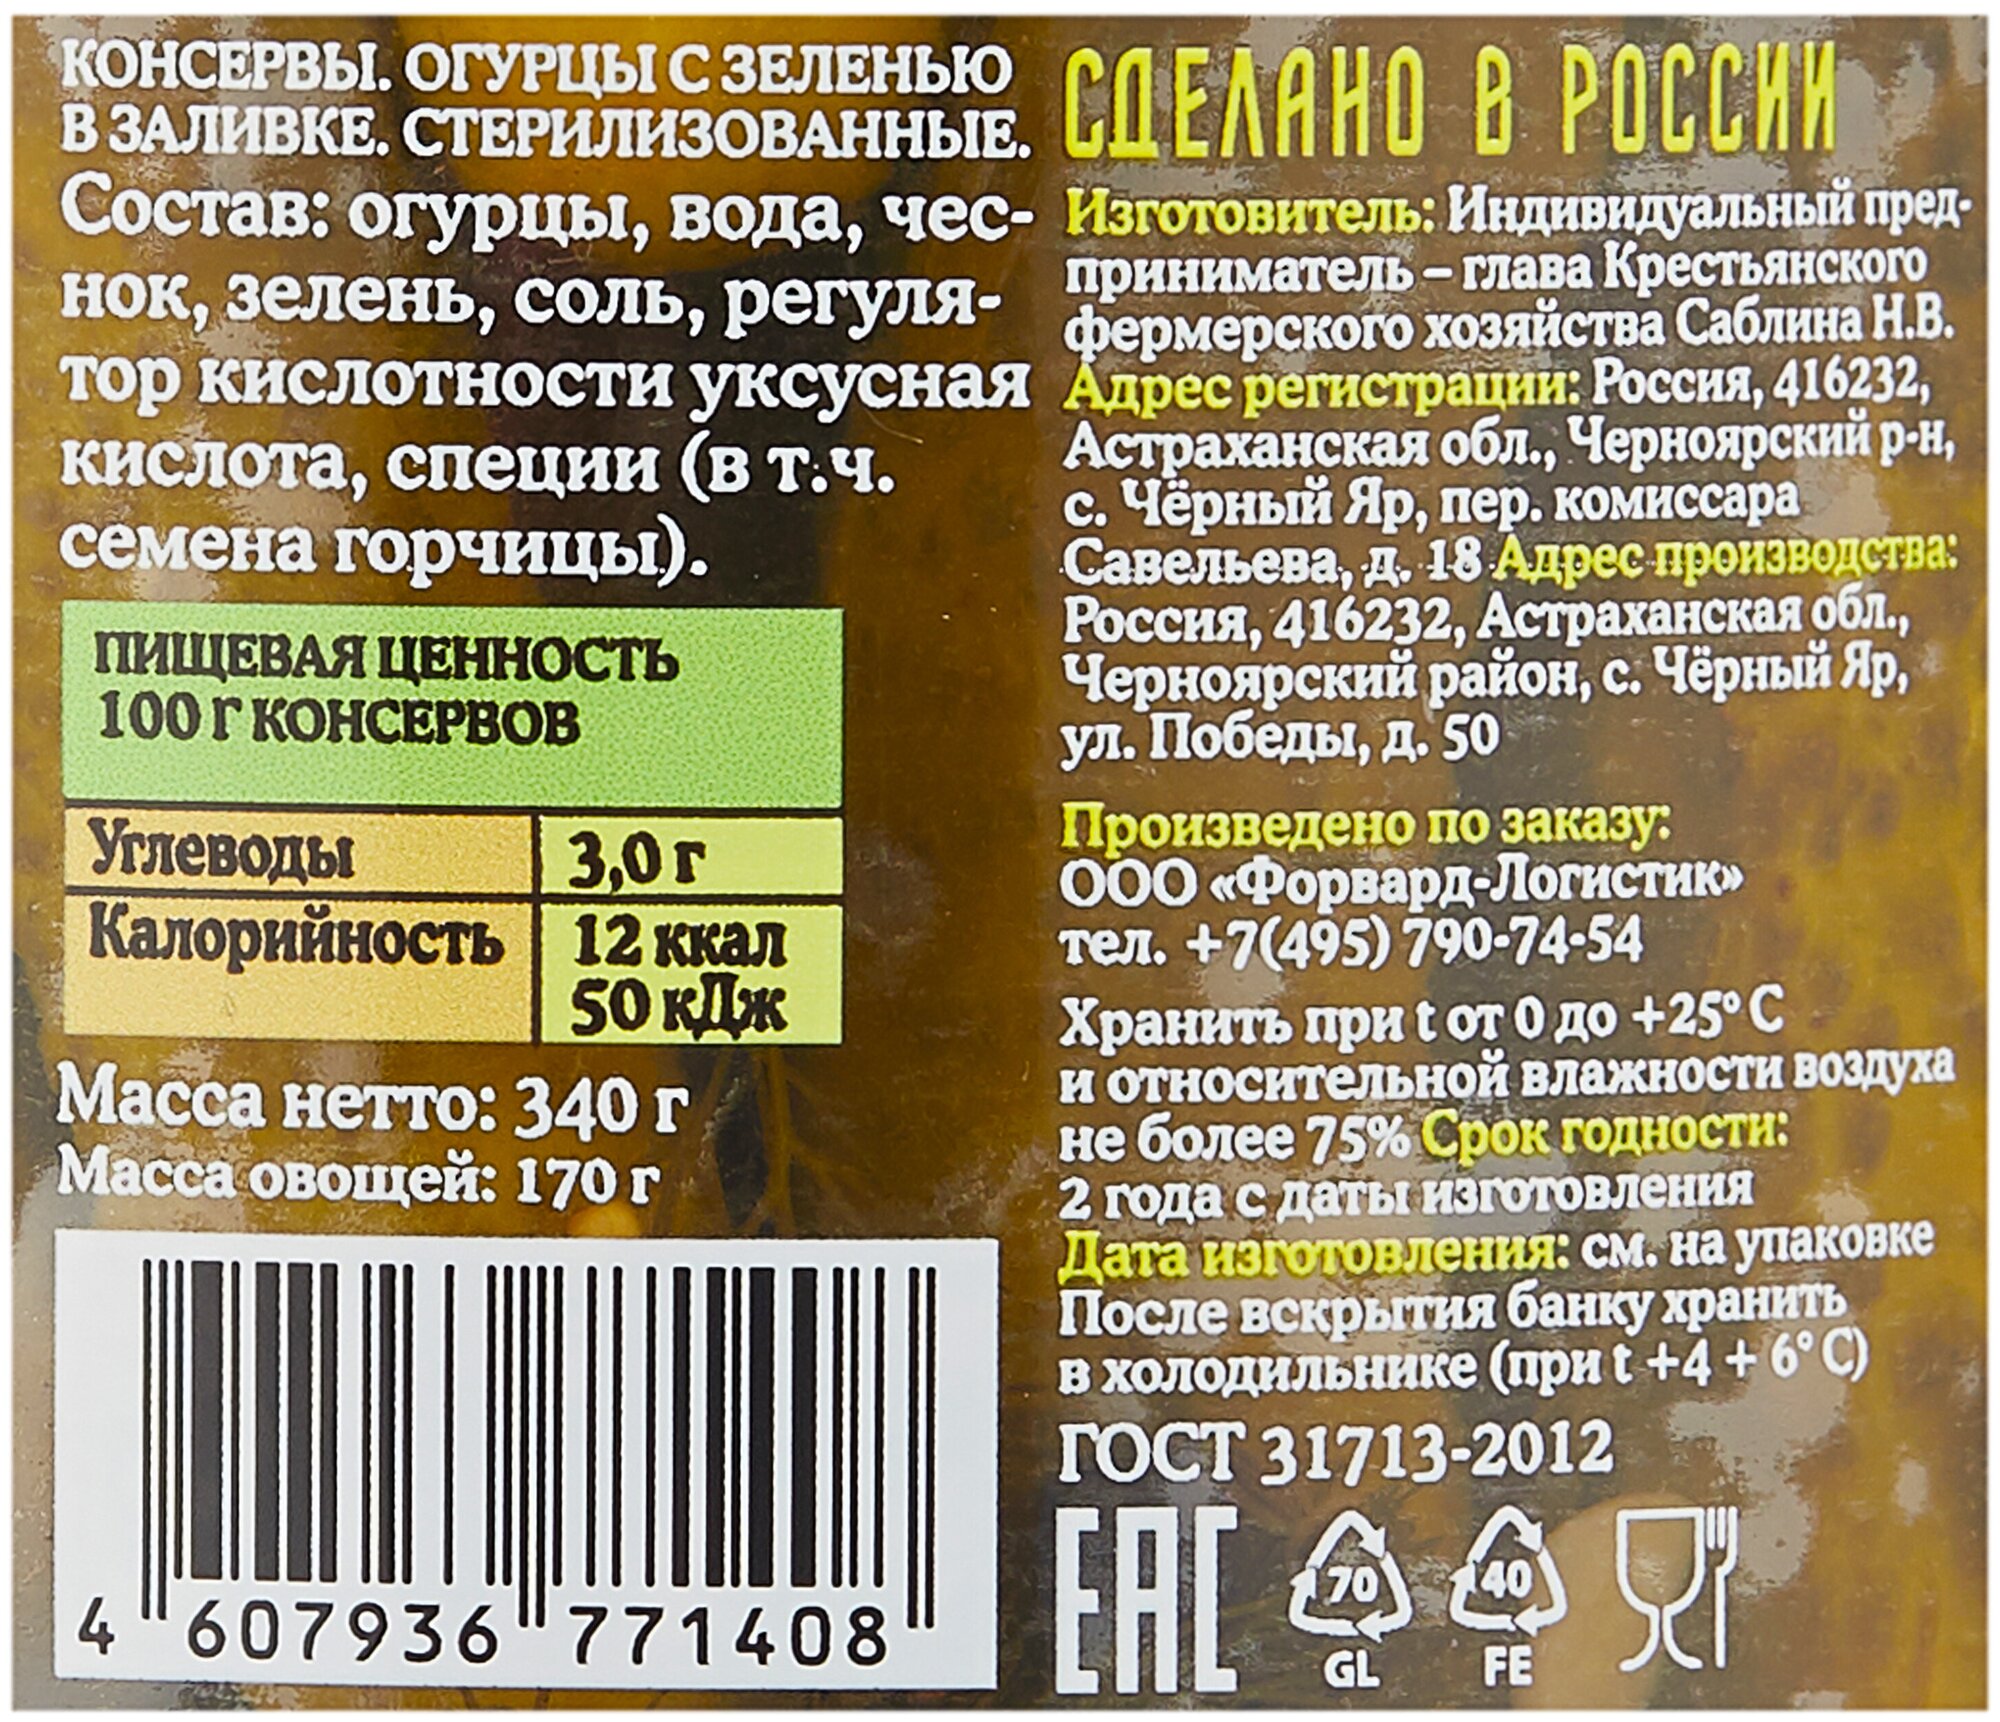 КОНСЕРВЫ. ОГУРЦЫ С ЗЕЛЕНЬЮ
В ЗАЛИВКЕ. СТЕРИЛИЗОВАННЫЕ.
Состав: огурцы, вода, чес-
нок, зелень, соль, регуля-
тор кислотности уксусная
кислота, специи (в т.ч.
семена горчицы).
ПИЩЕВАЯ ЦЕННОСТЬ
100 Г КОНСЕРВОВ
Углеводы 3,0 г
Калорийность 12 ккал
50 кДж
Масса нетто: 340 г
Масса овощей: 170 г
4 607936 771408
СДЕЛАНО В РОССИИ
Изготовитель: Индивидуальный пред-
приниматель – глава Крестьянского
фермерского хозяйства Саблина Н.В.
Адрес регистрации: Россия, 416232,
Астраханская обл., Черноярский р-н,
с. Чёрный Яр, пер. комиссара
Савельева, д. 18 Адрес производства:
Россия, 416232, Астраханская обл.,
Черноярский район, с. Чёрный Яр,
ул. Победы, д. 50
Произведено по заказу:
ООО «Форвард-Логистик»
тел. +7(495) 790-74-54
Хранить при t от 0 до +25° С
и относительной влажности воздуха
не более 75% Срок годности:
2 года с даты изготовления
Дата изготовления: см. на упаковке
После вскрытия банку хранить
в холодильнике (при t +4 + 6° С)
ГОСТ 31713-2012
ЕАС 70 40
GL FE